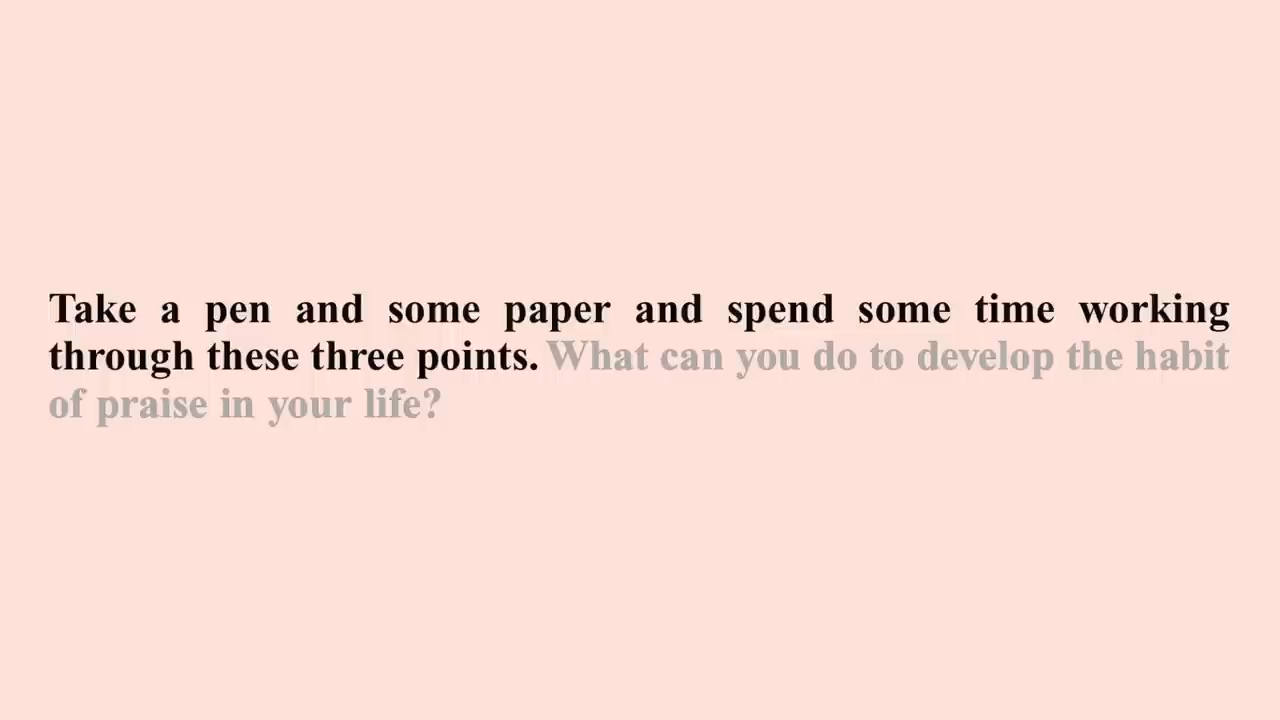 Take a pen and some paper and spend some time working
through these three points. What can you do to develop the habit
of praise in your life?